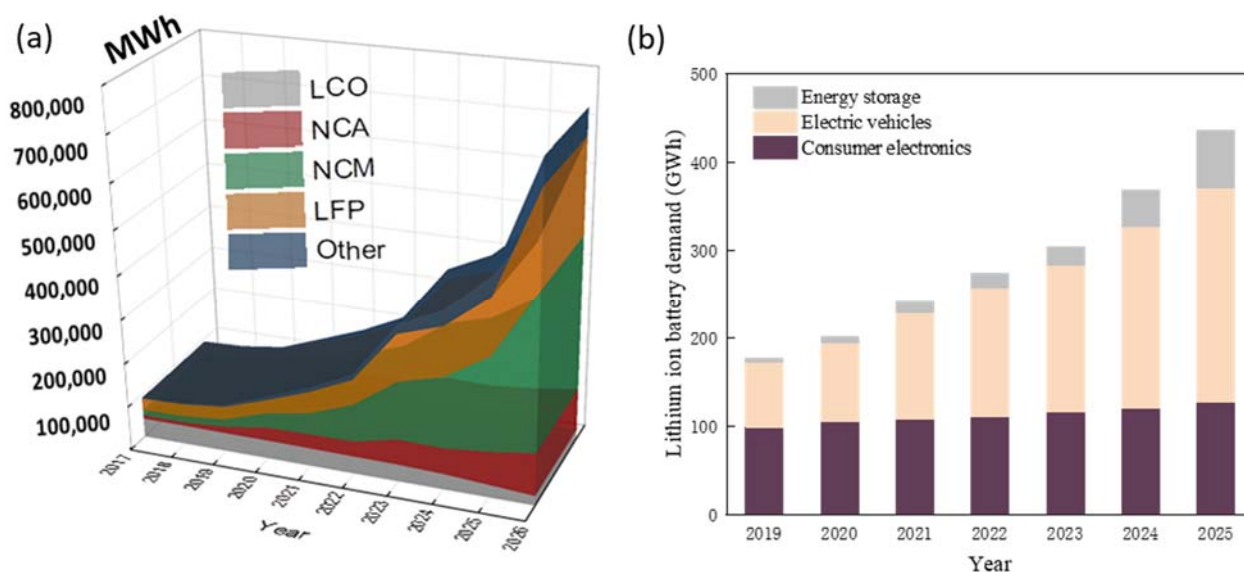 (a)
MWh
800,000
700,000
600,000
500,000
400,000
300,000
200,000
100,000
LCO
NCA
NCM
LFP
Other
2017
2018
2019
2020
2021
2022
2023
2024
2025
2026
Year
(b)
Lithium ion battery demand (GWh)
500
400
300
200
100
0
Energy storage
Electric vehicles
Consumer electronics
2019 2020 2021 2022 2023 2024 2025
Year